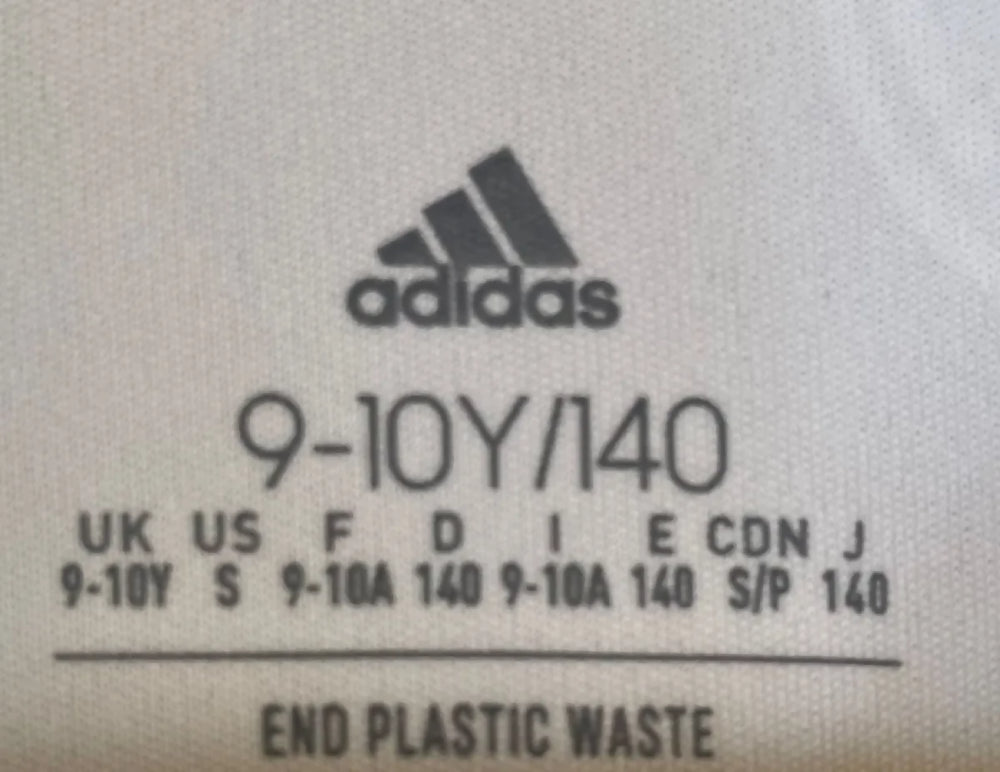 adidas
9-10Y/140
UK US F D I E CDN J
9-10Y S 9-10A 140 9-10A 140 S/P 140
END PLASTIC WASTE